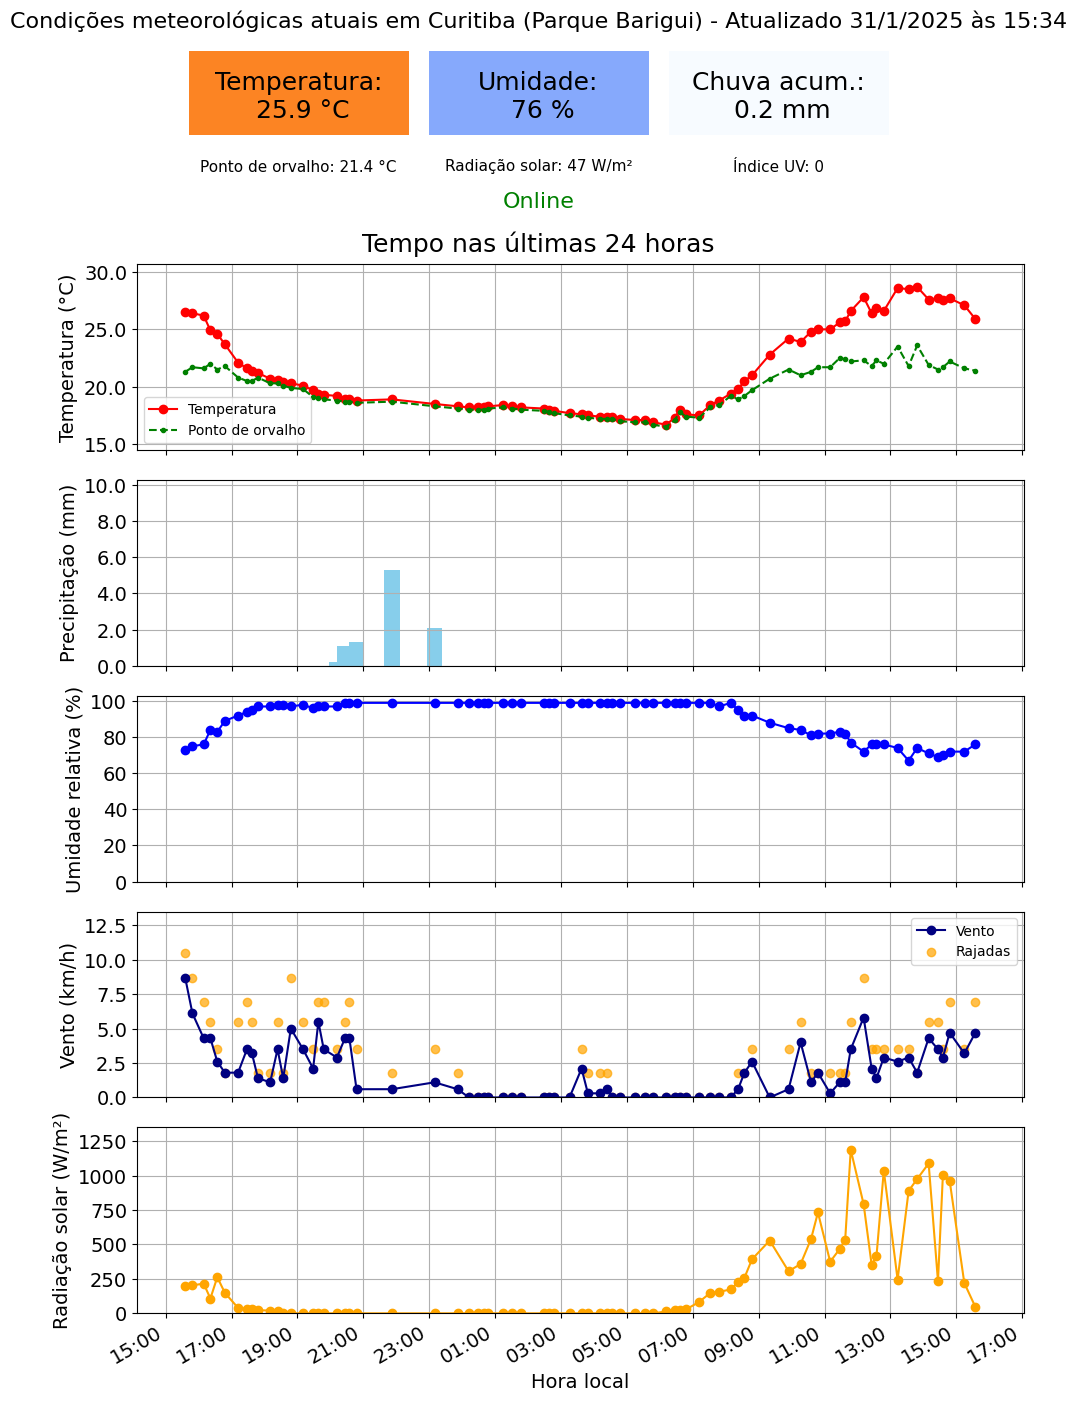 Condições meteorológicas atuais em Curitiba (Parque Barigui) - Atualizado 31/1/2025 às 15:34
Temperatura:
25.9 °C
Umidade:
76 %
Chuva acum.:
0.2 mm
Ponto de orvalho: 21.4 °C
Radiação solar: 47 W/m²
Índice UV: 0
Online
Tempo nas últimas 24 horas
Temperatura (°C)
30.0
25.0
20.0
15.0
Temperatura
Ponto de orvalho
Precipitação (mm)
10.0
8.0
6.0
4.0
2.0
0.0
Umidade relativa (%)
100
80
60
40
20
0
Vento (km/h)
12.5
10.0
7.5
5.0
2.5
0.0
Vento
Rajadas
Radiação solar (W/m²)
1250
1000
750
500
250
0
15:00
17:00
19:00
21:00
23:00
01:00
03:00
05:00
07:00
09:00
11:00
13:00
15:00
17:00
Hora local